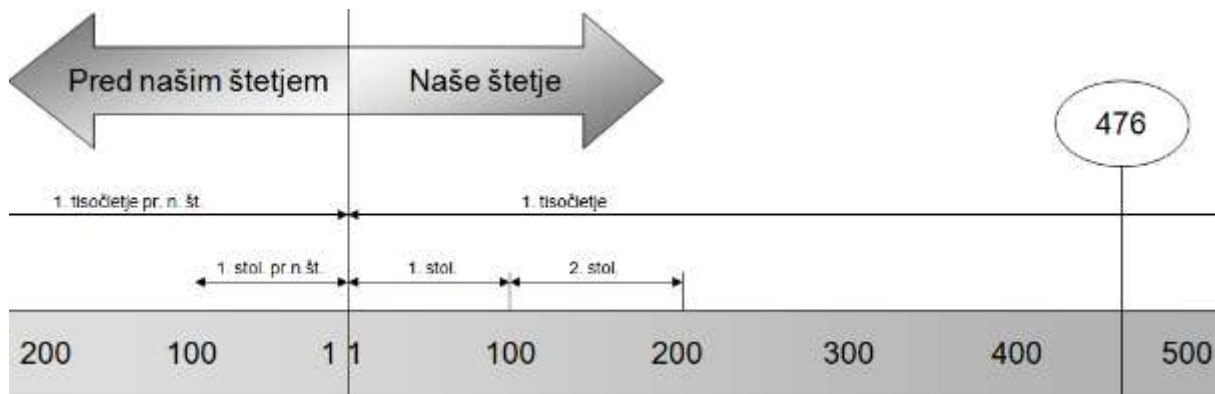 Pred našim štetjem Naše štetje
476
1. tisočletje pr. n. št. 1. tisočletje
1. stol. pr.n.št. 1. stol. 2. stol.
200 100 1 1 100 200 300 400 500